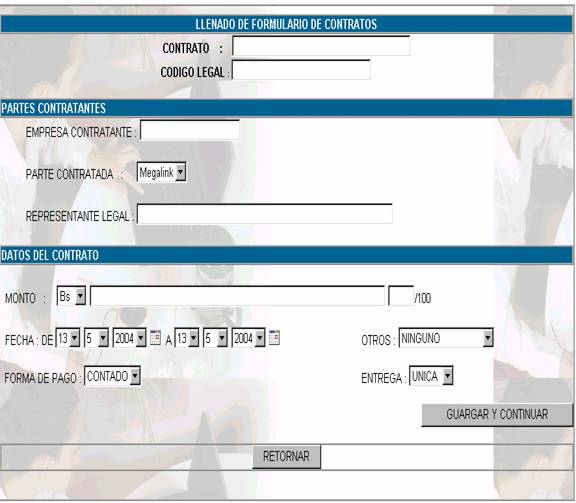 LLENADO DE FORMULARIO DE CONTRATOS
CONTRATO :
CODIGO LEGAL :
PARTES CONTRATANTES
EMPRESA CONTRATANTE :
PARTE CONTRATADA : Megalink
REPRESENTANTE LEGAL :
DATOS DEL CONTRATO
MONTO : Bs /100
FECHA : DE 13 5 2004 A 13 5 2004 OTROS : NINGUNO
FORMA DE PAGO : CONTADO ENTREGA : UNICA
GUARGAR Y CONTINUAR
RETORNAR